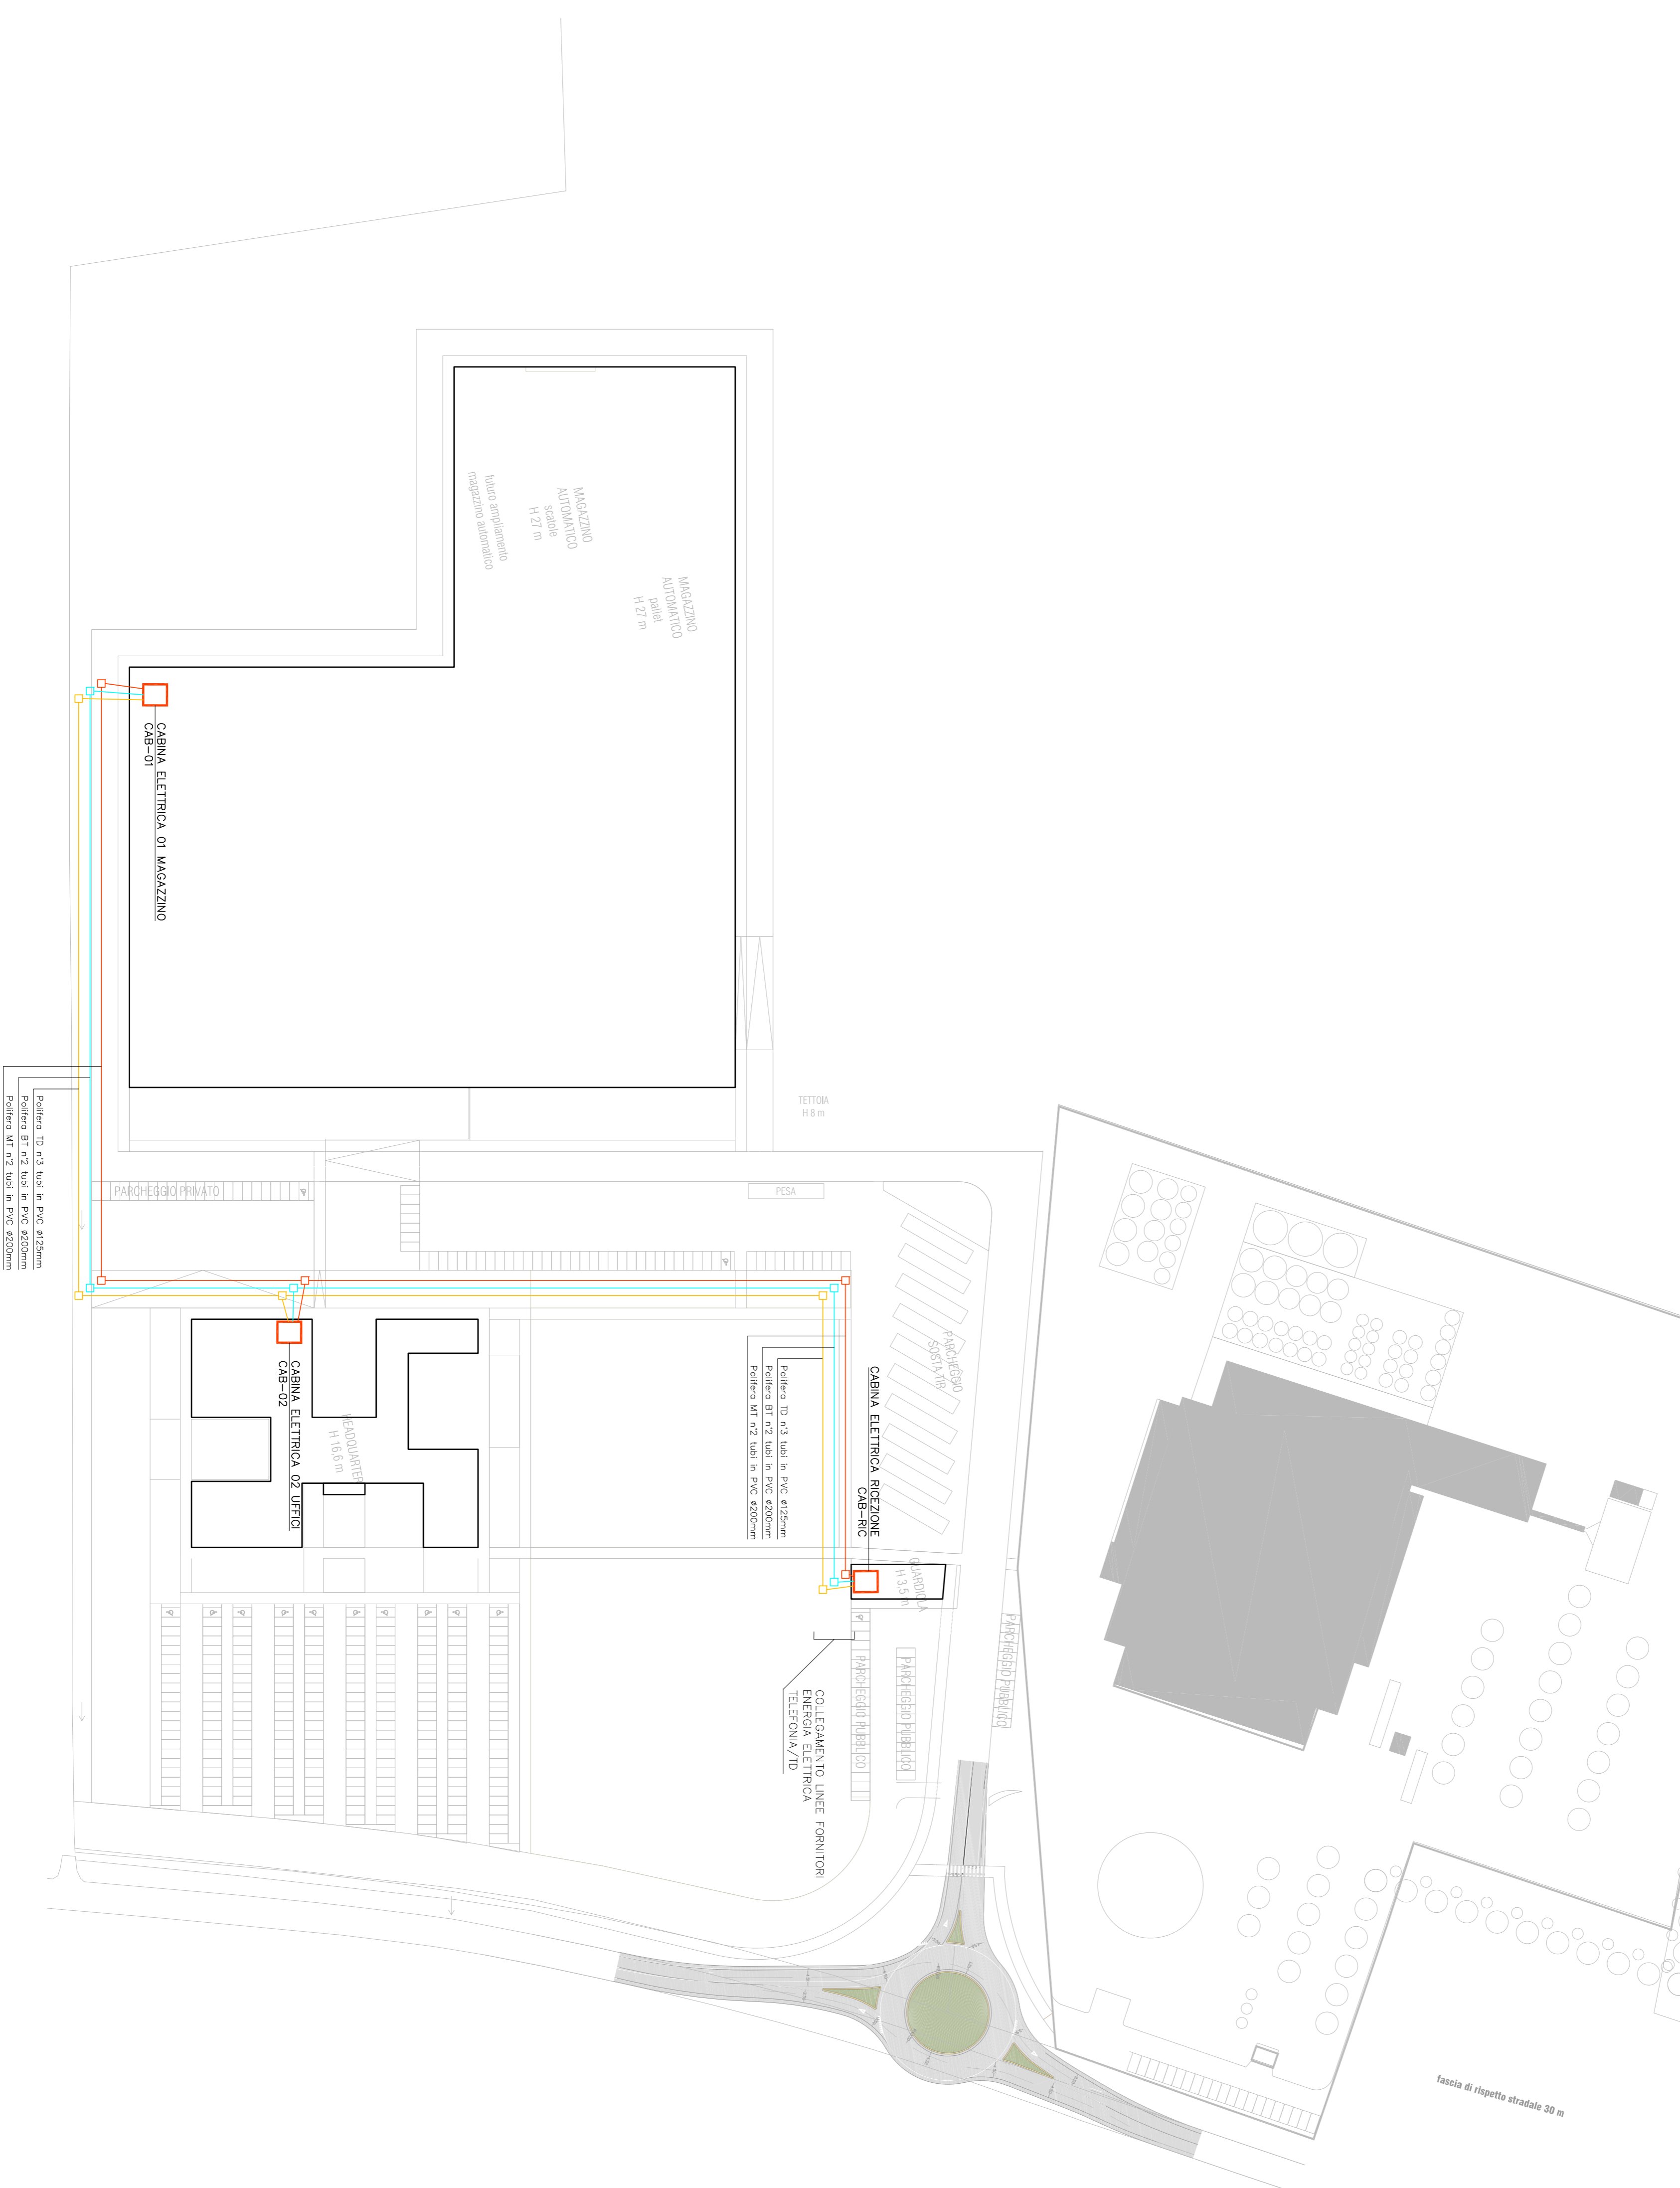 MAGAZZINO
AUTOMATICO
scatole
H 27 m
futuro ampliamento
magazzino automatico
MAGAZZINO
AUTOMATICO
pallet
H 27 m
CABINA ELETTRICA 01 MAGAZZINO
CAB-01
TETTOIA
H 8 m
Polifera TD n°3 tubi in PVC ø125mm
Polifera BT n°2 tubi in PVC ø200mm
Polifera MT n°2 tubi in PVC ø200mm
PARCHEGGIO PRIVATO
PESA
PARCHEGGIO
SOSTA TIR
CABINA ELETTRICA 02 UFFICI
CAB-02
HEADQUARTER
H 16,6 m
Polifera TD n°3 tubi in PVC ø125mm
Polifera BT n°2 tubi in PVC ø200mm
Polifera MT n°2 tubi in PVC ø200mm
CABINA ELETTRICA RICEZIONE
CAB-RIC
GUARDIOLA
H 3,5 m
PARCHEGGIO PUBBLICO
PARCHEGGIO PUBBLICO
PARCHEGGIO PUBBLICO
COLLEGAMENTO LINEE FORNITORI
ENERGIA ELETTRICA
TELEFONIA/TD
fascia di rispetto stradale 30 m